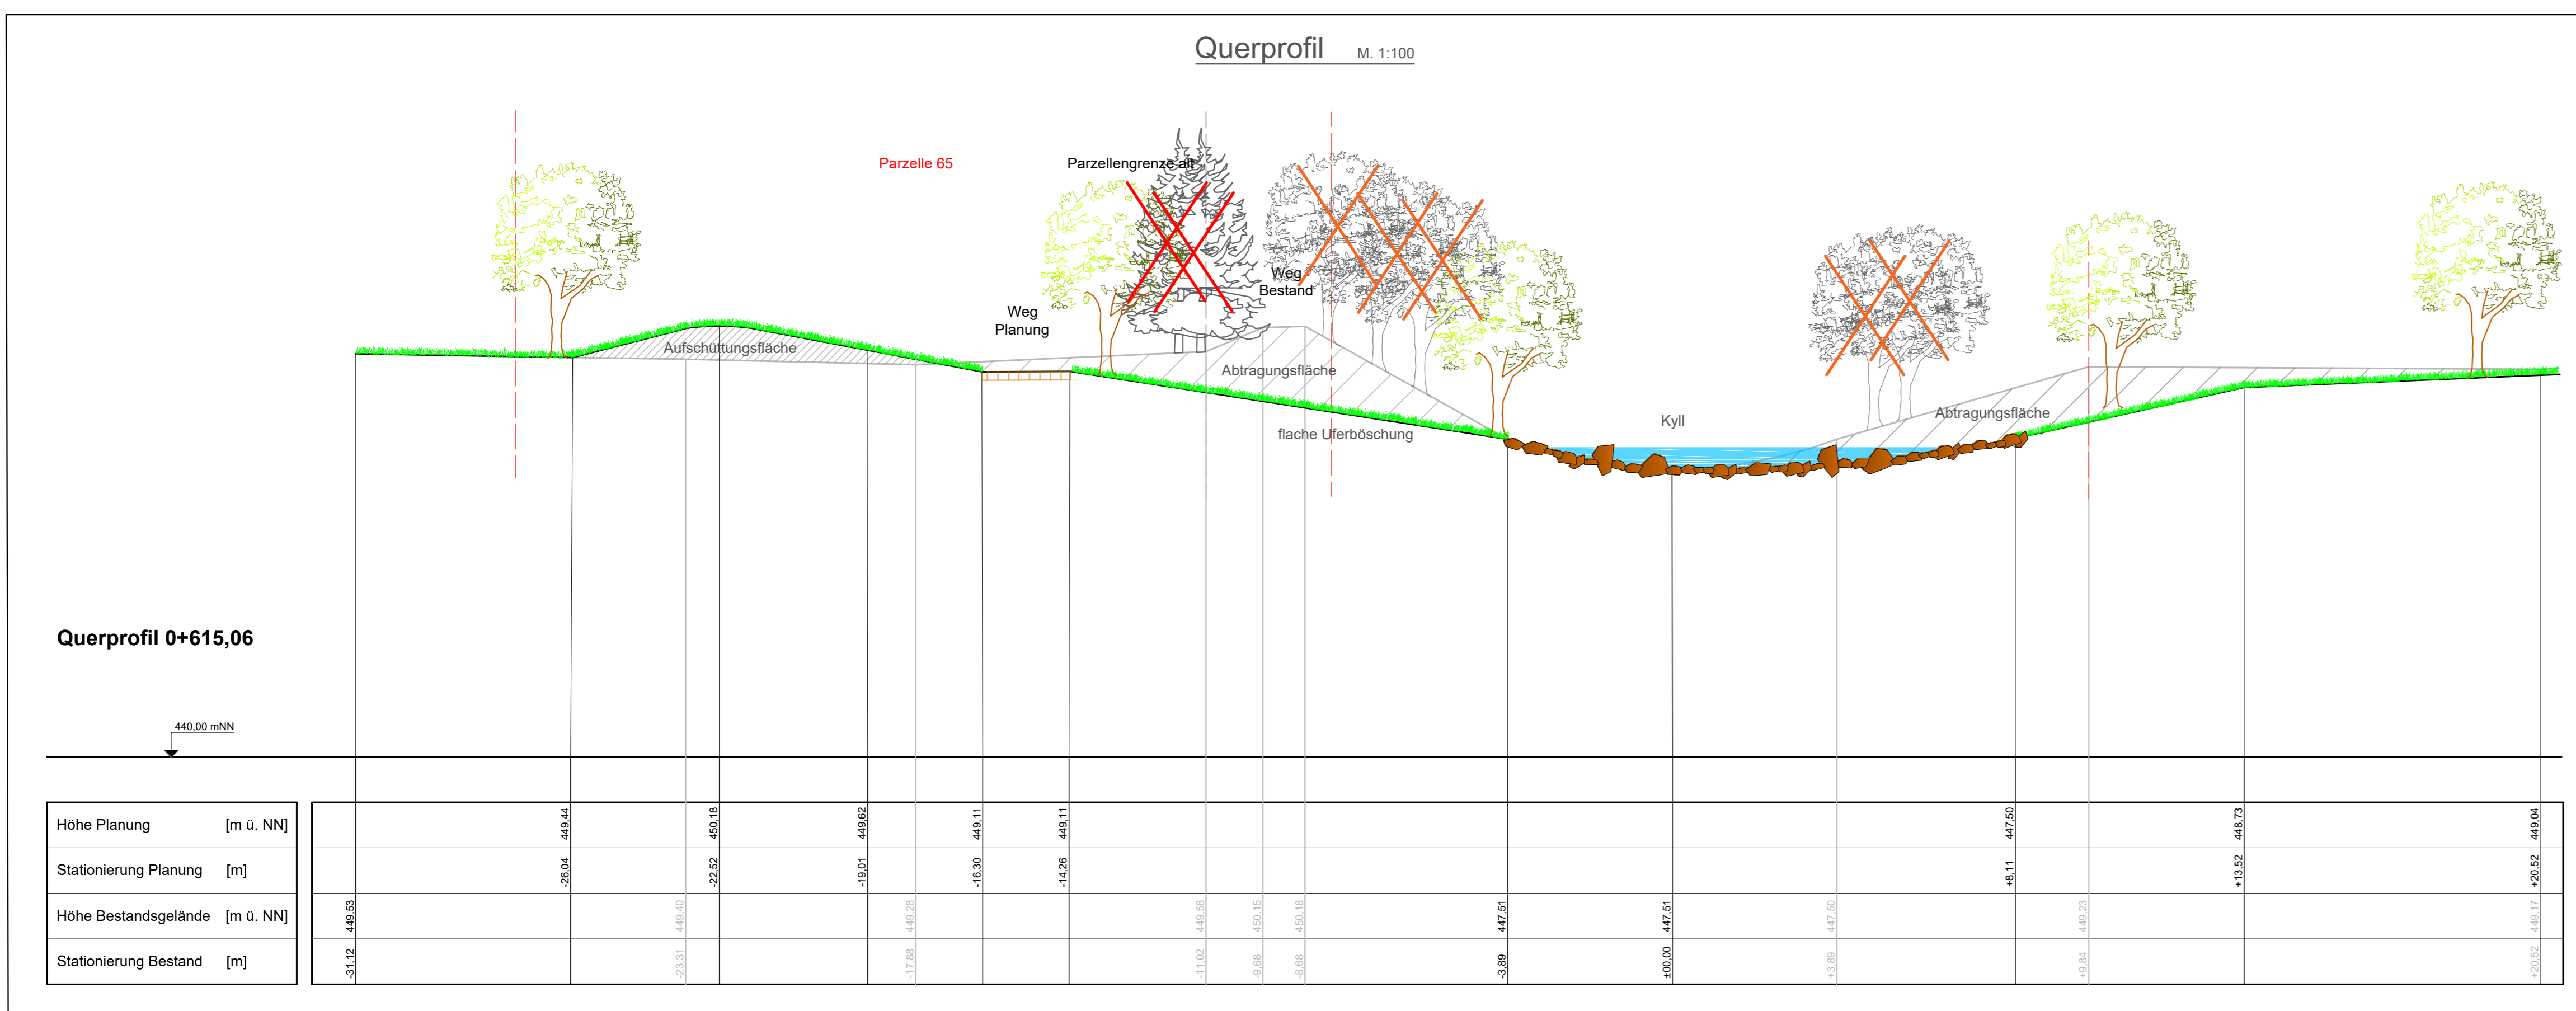 Querprofil M. 1:100
Parzelle 65
Parzellengrenze alt
Weg
Bestand
Weg
Planung
Aufschüttungsfläche
Abtragungsfläche
Abtragungsfläche
Kyll
flache Uferböschung
Querprofil 0+615,06
440,00 mNN
Höhe Planung [m ü. NN] 449,44 450,18 449,62 449,11 449,11 447,50 448,73 449,04
Stationierung Planung [m] -26,04 -22,52 -19,01 -16,30 -14,26 +8,11 +13,52 +20,52
Höhe Bestandsgelände [m ü. NN] 449,53 449,40 449,28 449,58 450,15 450,18 447,51 447,51 447,50 449,23 449,17
Stationierung Bestand [m] -31,12 -23,31 -17,88 -11,02 -9,68 -8,68 -3,89 ±00,00 +3,89 +9,84 +20,52